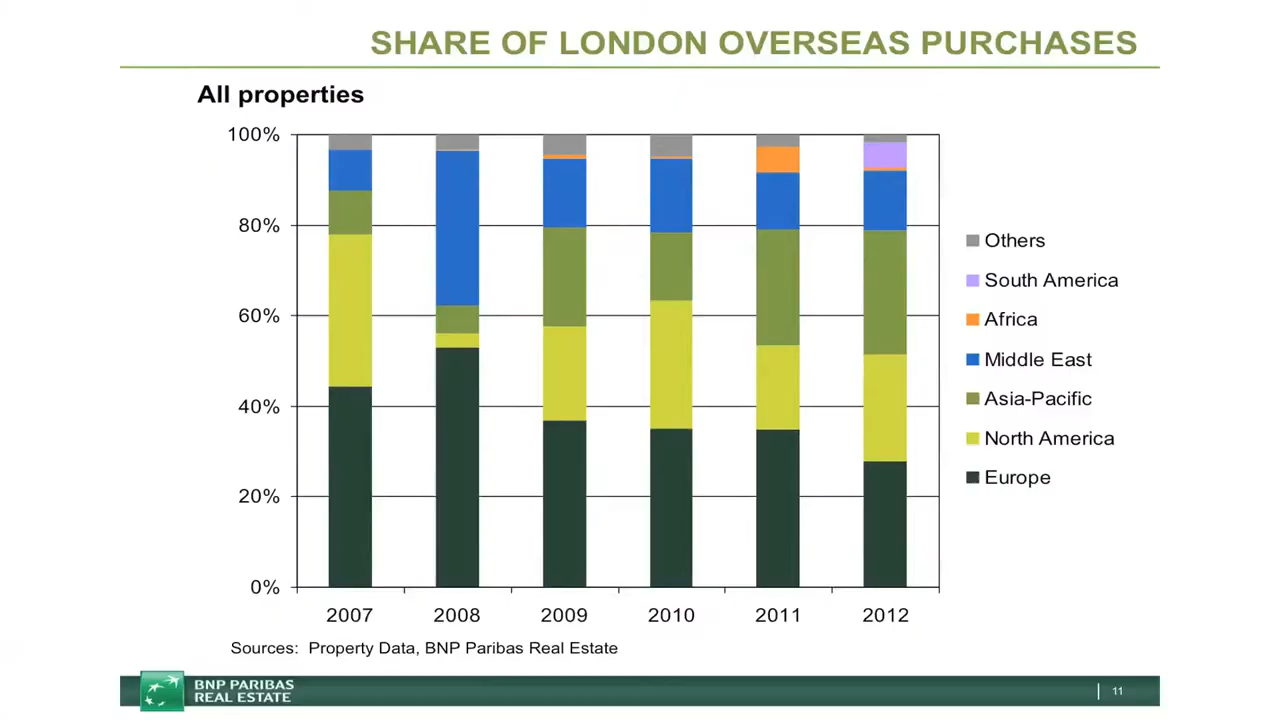 SHARE OF LONDON OVERSEAS PURCHASES
All properties
100%
80%
60%
40%
20%
0%
2007 2008 2009 2010 2011 2012
Others
South America
Africa
Middle East
Asia-Pacific
North America
Europe
Sources: Property Data, BNP Paribas Real Estate
BNP PARIBAS
REAL ESTATE
11